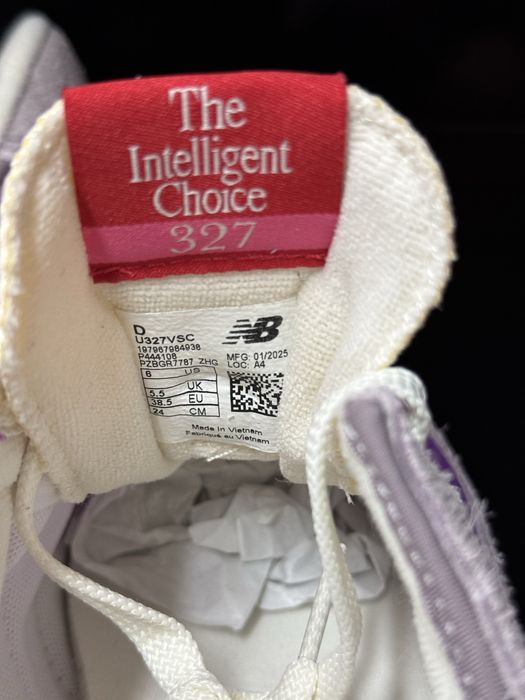 The
Intelligent
Choice
327
D
U327VSC
197967984938
P444108
PZBGR7787 ZHG
NB
MFG: 01/2025
LOC: A4
6 US
5.5 UK
38.5 EU
24 CM
Made in Vietnam
Fabriqué au Vietnam